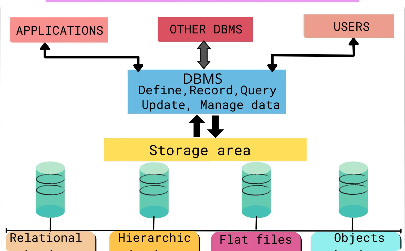 APPLICATIONS
OTHER DBMS
USERS
DBMS
Define,Record,Query
Update, Manage data
Storage area
Relational
Hierarchic
Flat files
Objects